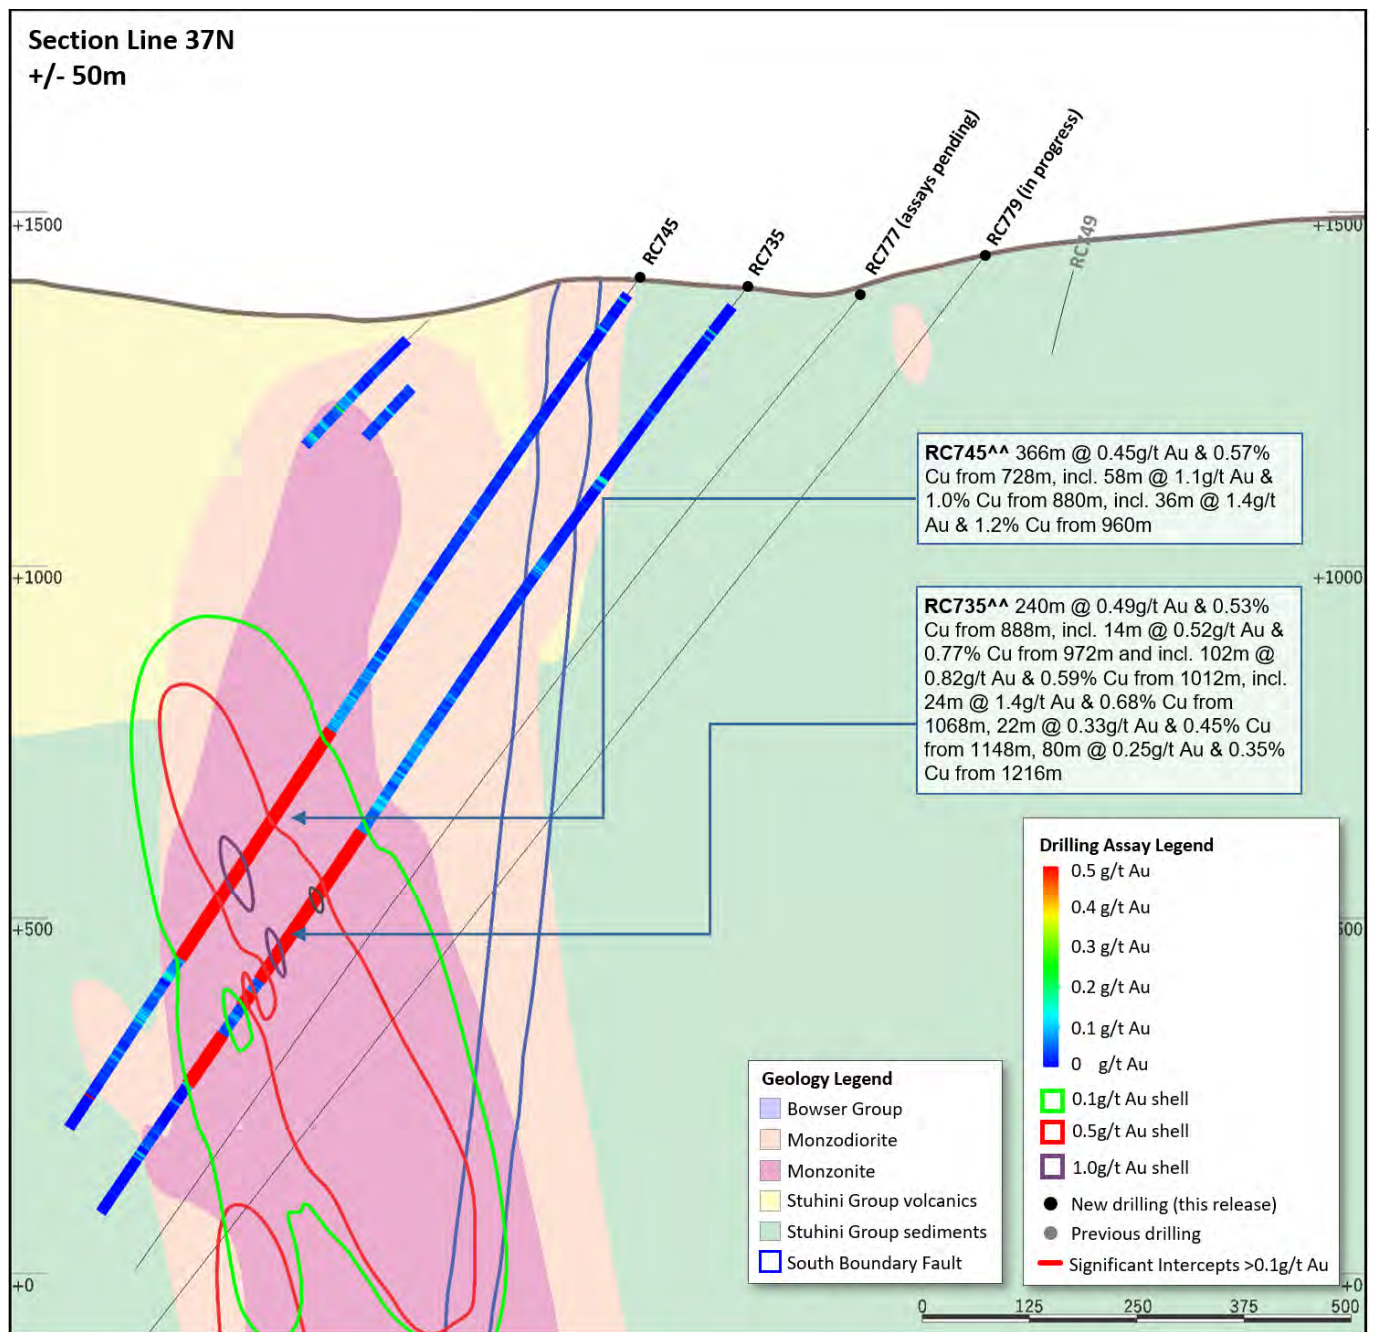 Section Line 37N
+/- 50m
RC745
RC735
RC777 (assays pending)
RC779 (in progress)
RC749
+1500
+1500
RC745^^ 366m @ 0.45g/t Au & 0.57%
Cu from 728m, incl. 58m @ 1.1g/t Au &
1.0% Cu from 880m, incl. 36m @ 1.4g/t
Au & 1.2% Cu from 960m
+1000
+1000
RC735^^ 240m @ 0.49g/t Au & 0.53%
Cu from 888m, incl. 14m @ 0.52g/t Au &
0.77% Cu from 972m and incl. 102m @
0.82g/t Au & 0.59% Cu from 1012m, incl.
24m @ 1.4g/t Au & 0.68% Cu from
1068m, 22m @ 0.33g/t Au & 0.45% Cu
from 1148m, 80m @ 0.25g/t Au & 0.35%
Cu from 1216m
+500
500
Drilling Assay Legend
0.5 g/t Au
0.4 g/t Au
0.3 g/t Au
0.2 g/t Au
0.1 g/t Au
0 g/t Au
0.1g/t Au shell
0.5g/t Au shell
1.0g/t Au shell
New drilling (this release)
Previous drilling
Significant Intercepts >0.1g/t Au
Geology Legend
Bowser Group
Monzodiorite
Monzonite
Stuhini Group volcanics
Stuhini Group sediments
South Boundary Fault
+0
+0
0 125 250 375 500